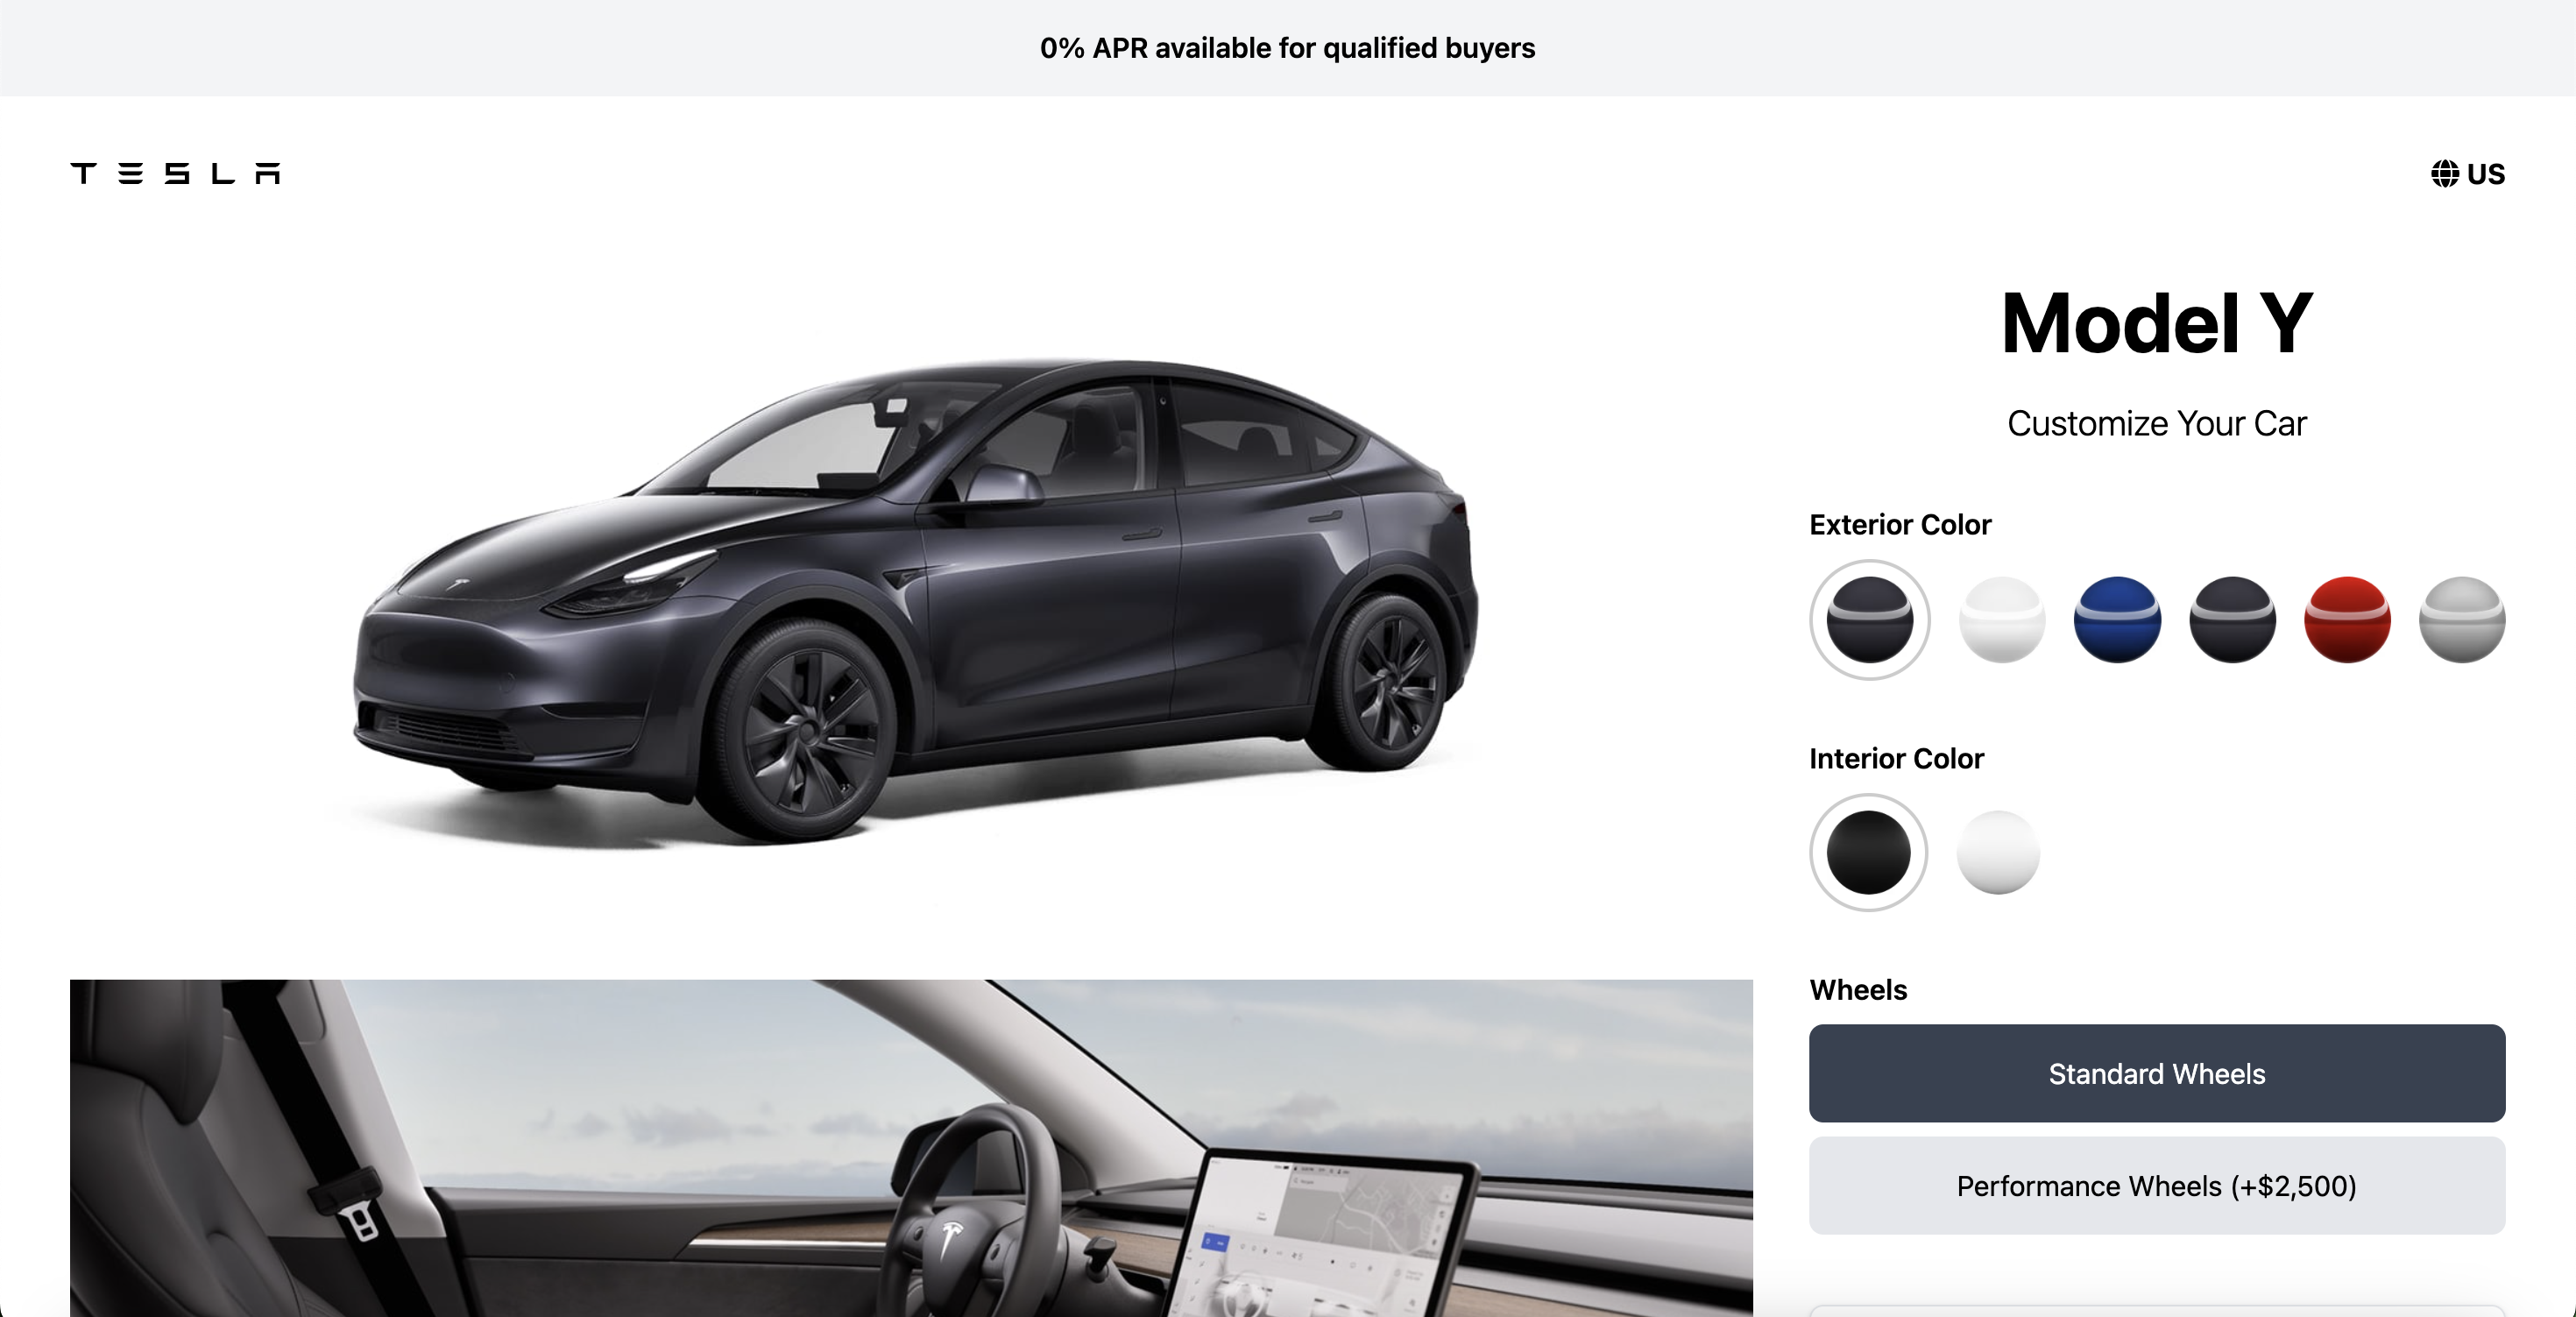 0% APR available for qualified buyers
TESLA
US
Model Y
Customize Your Car
Exterior Color
Interior Color
Wheels
Standard Wheels
Performance Wheels (+$2,500)